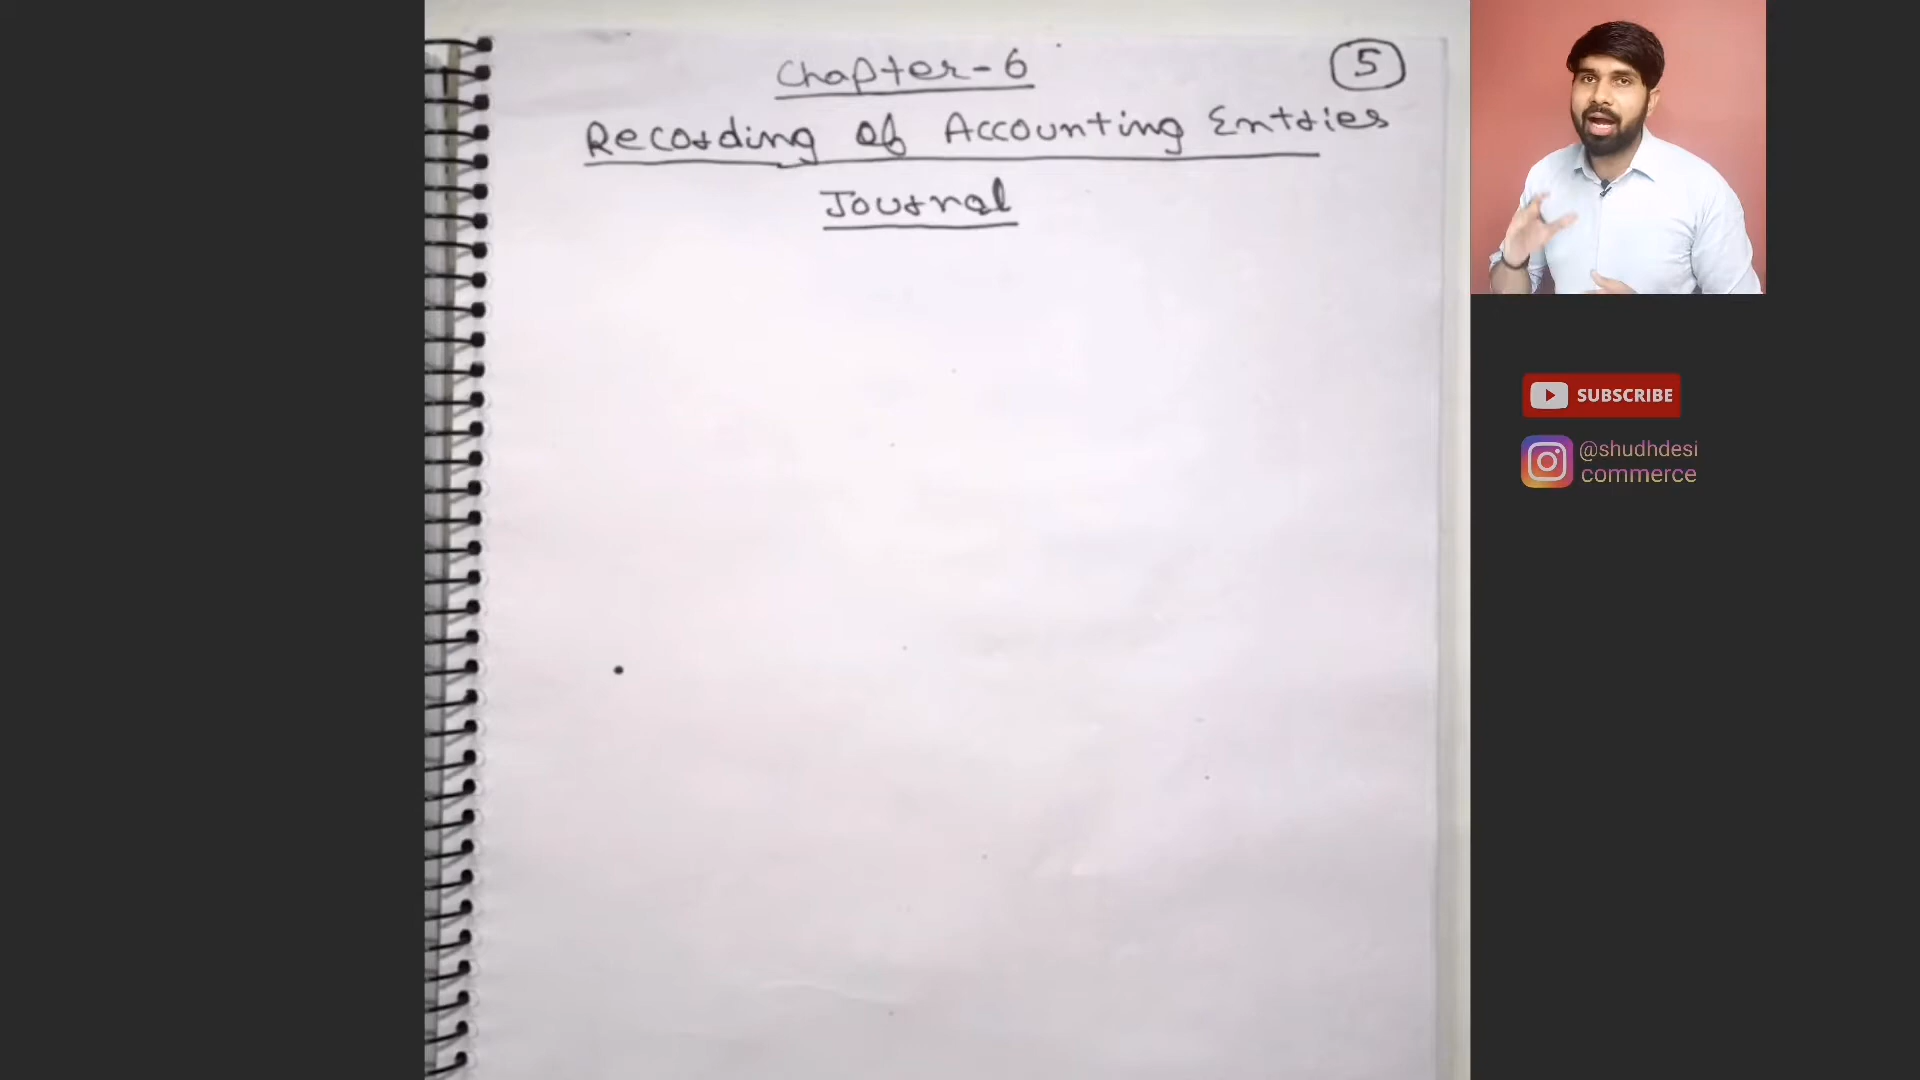 Chapter-6
5
Recording of Accounting Entries
Journal
SUBSCRIBE
@shudhdesi
commerce